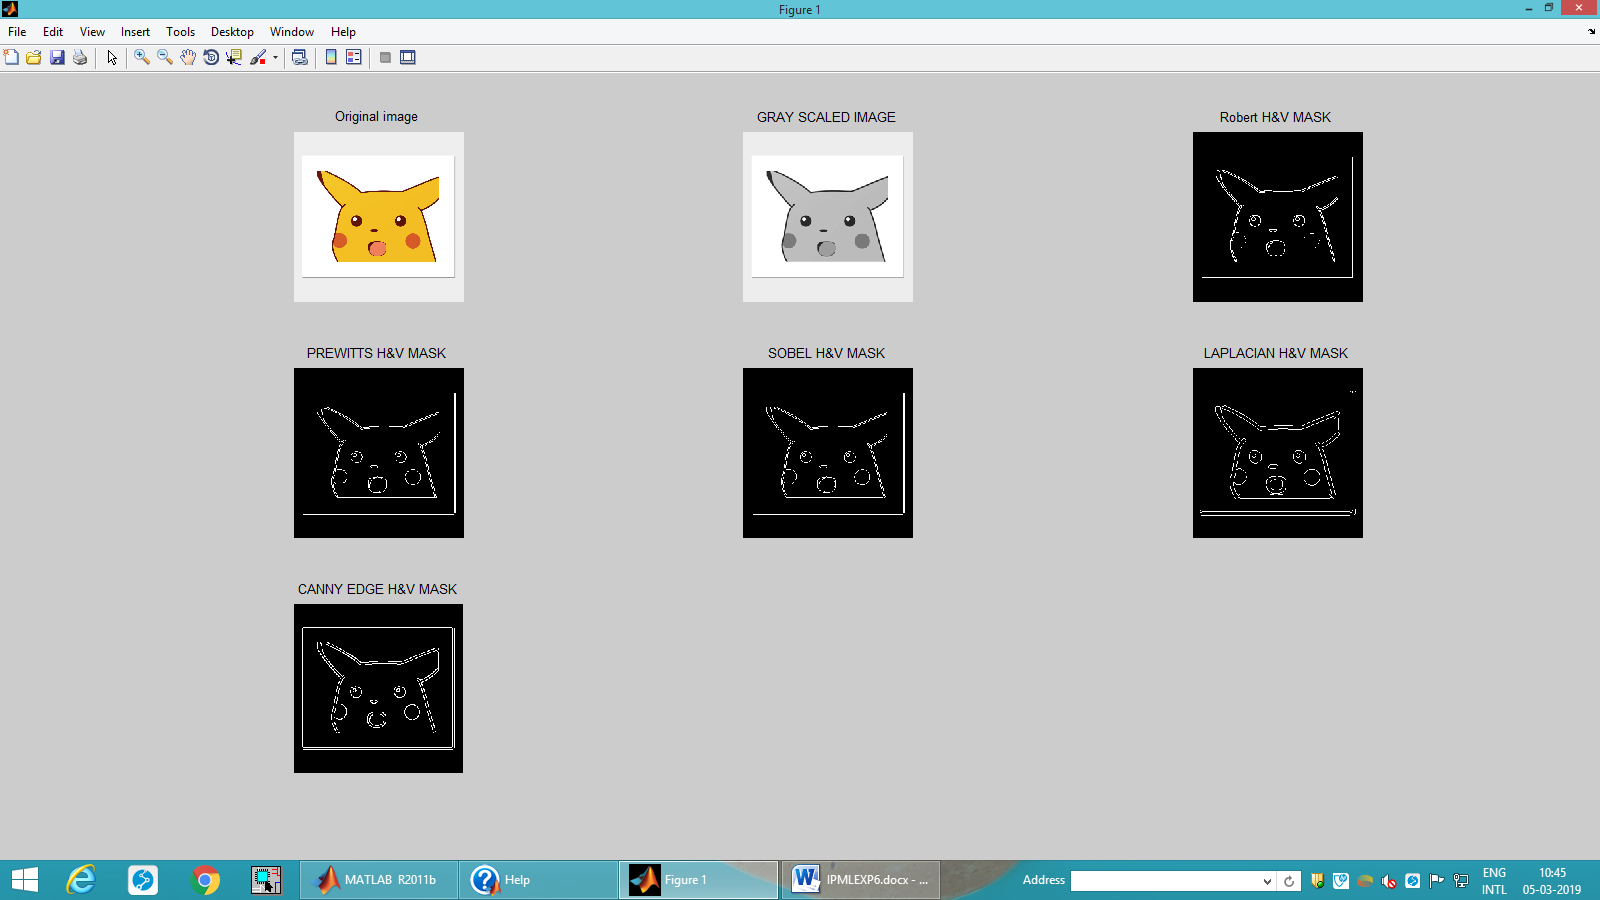 Figure 1
File Edit View Insert Tools Desktop Window Help
Original image
GRAY SCALED IMAGE
Robert H&V MASK
PREWITTS H&V MASK
SOBEL H&V MASK
LAPLACIAN H&V MASK
CANNY EDGE H&V MASK
MATLAB R2011b
Help
Figure 1
IPMLEXP6.docx - ...
Address
ENG
INTL
10:45
05-03-2019